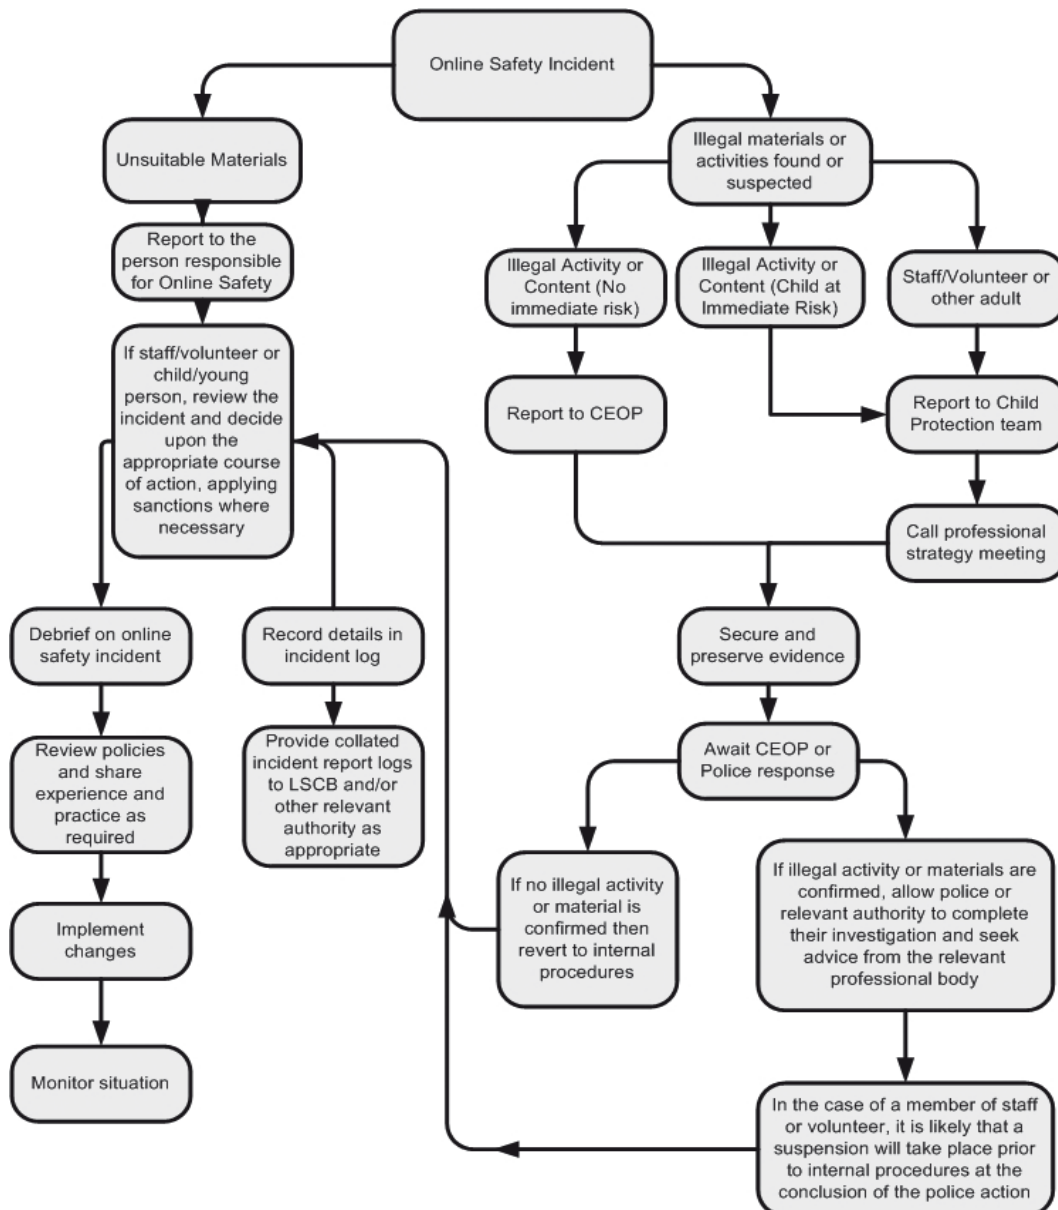 Online Safety Incident
Unsuitable Materials
Illegal materials or
activities found or
suspected
Report to the
person responsible
for Online Safety
Illegal Activity or
Content (No
immediate risk)
Illegal Activity or
Content (Child at
Immediate Risk)
Staff/Volunteer or
other adult
If staff/volunteer or
child/young
person, review the
incident and decide
upon the
appropriate course
of action, applying
sanctions where
necessary
Report to CEOP
Report to Child
Protection team
Call professional
strategy meeting
Debrief on online
safety incident
Record details in
incident log
Secure and
preserve evidence
Review policies
and share
experience and
practice as
required
Provide collated
incident report logs
to LSCB and/or
other relevant
authority as
appropriate
Await CEOP or
Police response
If no illegal activity
or material is
confirmed then
revert to internal
procedures
If illegal activity or materials are
confirmed, allow police or
relevant authority to complete
their investigation and seek
advice from the relevant
professional body
Implement
changes
Monitor situation
In the case of a member of staff
or volunteer, it is likely that a
suspension will take place prior
to internal procedures at the
conclusion of the police action